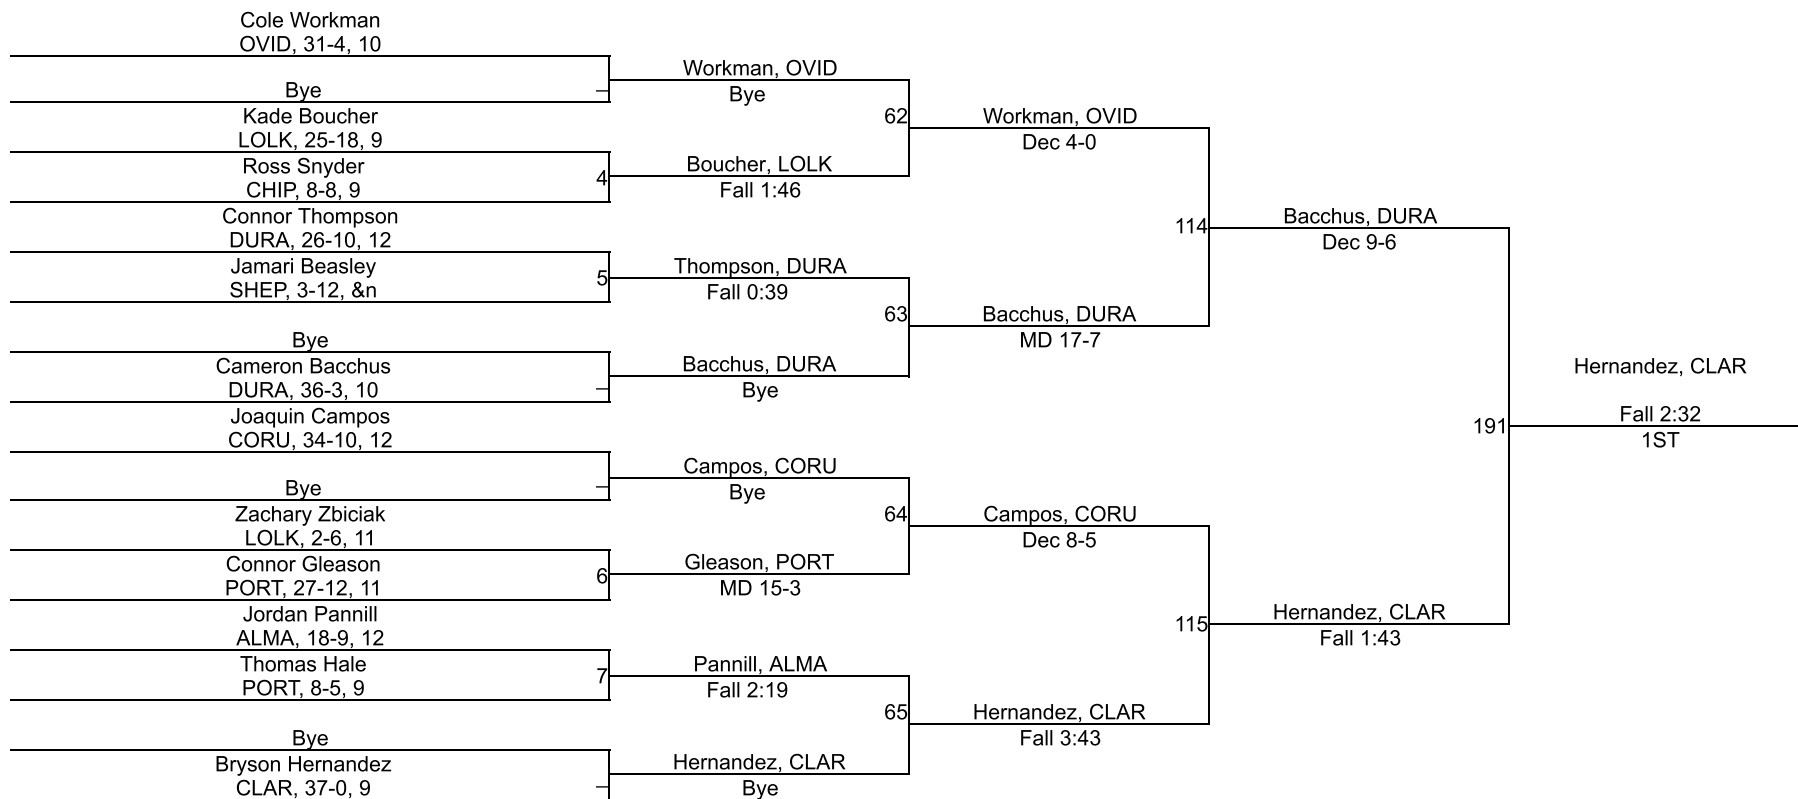 Cole Workman
OVID, 31-4, 10
Bye
Kade Boucher
LOLK, 25-18, 9
Ross Snyder
CHIP, 8-8, 9
Connor Thompson
DURA, 26-10, 12
Jamari Beasley
SHEP, 3-12, &n
Bye
Cameron Bacchus
DURA, 36-3, 10
Joaquin Campos
CORU, 34-10, 12
Bye
Zachary Zbiciak
LOLK, 2-6, 11
Connor Gleason
PORT, 27-12, 11
Jordan Pannill
ALMA, 18-9, 12
Thomas Hale
PORT, 8-5, 9
Bye
Bryson Hernandez
CLAR, 37-0, 9
Workman, OVID
Bye
4
Boucher, LOLK
Fall 1:46
5
Thompson, DURA
Fall 0:39
Bacchus, DURA
Bye
Campos, CORU
Bye
6
Gleason, PORT
MD 15-3
7
Pannill, ALMA
Fall 2:19
Hernandez, CLAR
Bye
62
Workman, OVID
Dec 4-0
63
Bacchus, DURA
MD 17-7
64
Campos, CORU
Dec 8-5
65
Hernandez, CLAR
Fall 3:43
114
Bacchus, DURA
Dec 9-6
115
Hernandez, CLAR
Fall 1:43
191
Hernandez, CLAR
Fall 2:32
1ST